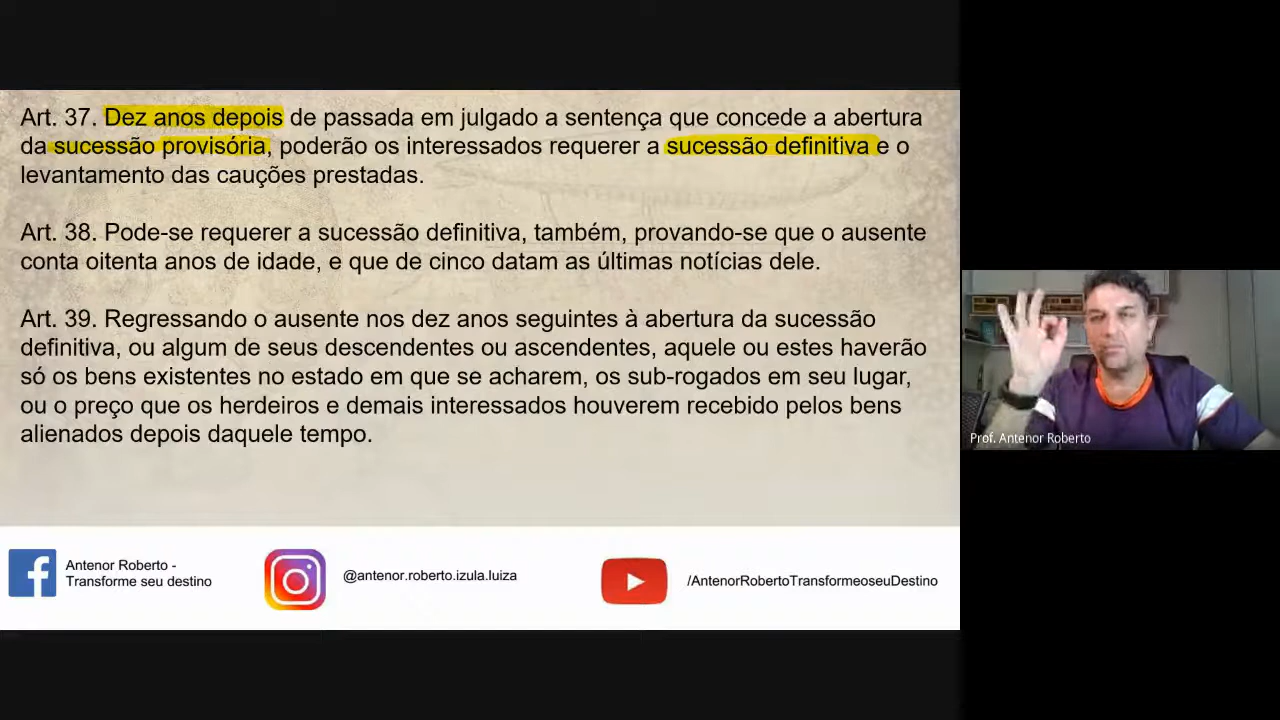 Art. 37. Dez anos depois de passada em julgado a sentença que concede a abertura
da sucessão provisória, poderão os interessados requerer a sucessão definitiva e o
levantamento das cauções prestadas.
Art. 38. Pode-se requerer a sucessão definitiva, também, provando-se que o ausente
conta oitenta anos de idade, e que de cinco datam as últimas notícias dele.
Art. 39. Regressando o ausente nos dez anos seguintes à abertura da sucessão
definitiva, ou algum de seus descendentes ou ascendentes, aquele ou estes haverão
só os bens existentes no estado em que se acharem, os sub-rogados em seu lugar,
ou o preço que os herdeiros e demais interessados houverem recebido pelos bens
alienados depois daquele tempo.
Prof. Antenor Roberto
Antenor Roberto -
Transforme seu destino
@antenor.roberto.izula.luiza
/AntenorRobertoTransformeoseuDestino